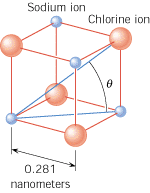 Sodium ion
Chlorine ion
θ
0.281
nanometers